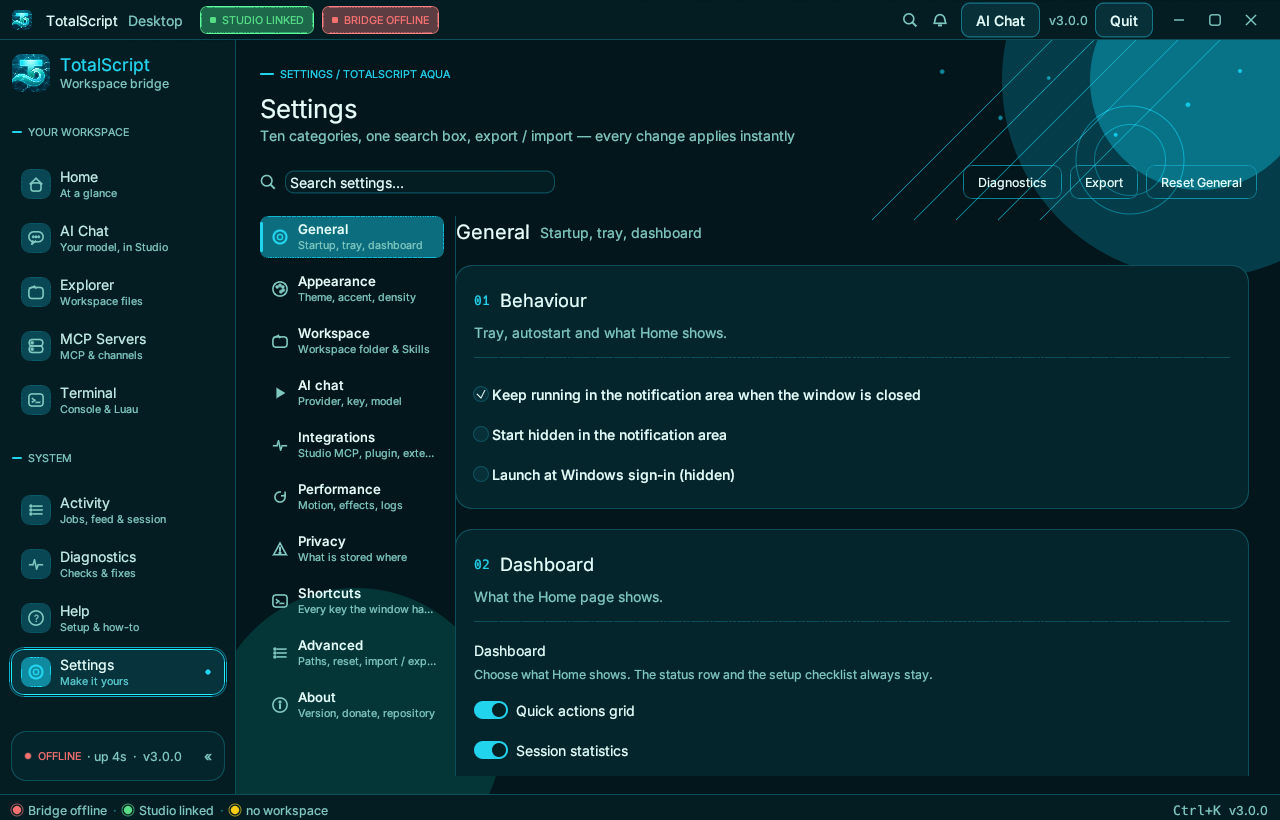 TotalScript Desktop
STUDIO LINKED
BRIDGE OFFLINE
AI Chat
v3.0.0
Quit
TotalScript
Workspace bridge
YOUR WORKSPACE
Home
At a glance
AI Chat
Your model, in Studio
Explorer
Workspace files
MCP Servers
MCP & channels
Terminal
Console & Luau
SYSTEM
Activity
Jobs, feed & session
Diagnostics
Checks & fixes
Help
Setup & how-to
Settings
Make it yours
OFFLINE · up 4s · v3.0.0 «
SETTINGS / TOTALSCRIPT AQUA
Settings
Ten categories, one search box, export / import — every change applies instantly
Search settings...
Diagnostics
Export
Reset General
General
Startup, tray, dashboard
Appearance
Theme, accent, density
Workspace
Workspace folder & Skills
AI chat
Provider, key, model
Integrations
Studio MCP, plugin, exte...
Performance
Motion, effects, logs
Privacy
What is stored where
Shortcuts
Every key the window ha...
Advanced
Paths, reset, import / exp...
About
Version, donate, repository
General Startup, tray, dashboard
01 Behaviour
Tray, autostart and what Home shows.
Keep running in the notification area when the window is closed
Start hidden in the notification area
Launch at Windows sign-in (hidden)
02 Dashboard
What the Home page shows.
Dashboard
Choose what Home shows. The status row and the setup checklist always stay.
Quick actions grid
Session statistics
Bridge offline · Studio linked · no workspace
Ctrl+K v3.0.0